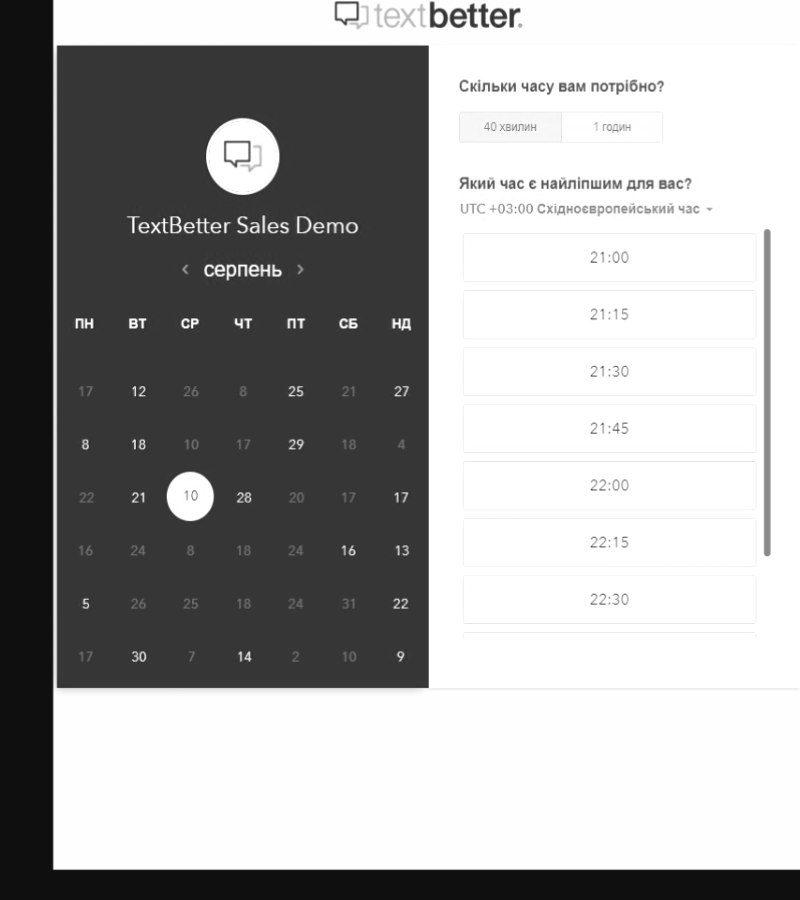 textbetter.
TextBetter Sales Demo
‹ серпень ›
ПН ВТ СР ЧТ ПТ СБ НД
17 12 26 8 25 21 27
8 18 10 17 29 18 4
22 21 10 28 20 17 17
16 24 8 18 24 16 13
5 26 25 18 24 31 22
17 30 7 14 2 10 9
Скільки часу вам потрібно?
40 хвилин 1 годин
Який час є найліпшим для вас?
UTC +03:00 Східноєвропейський час
21:00
21:15
21:30
21:45
22:00
22:15
22:30